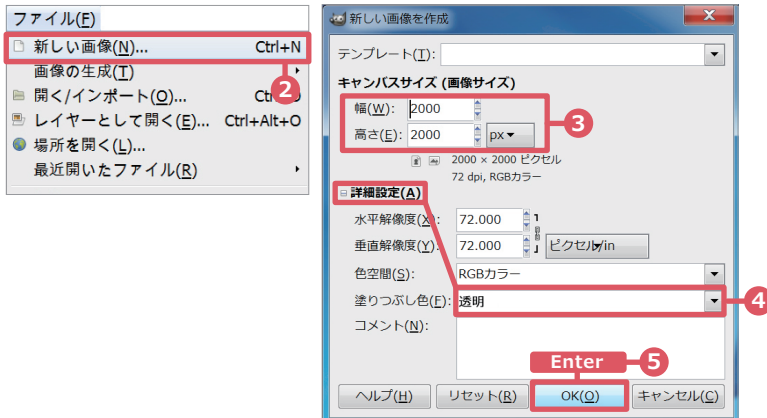 ファイル(F)
新しい画像(N)... Ctrl+N
画像の生成(T)
2
開く/インポート(O)... Ctrl+O
レイヤーとして開く(E)... Ctrl+Alt+O
場所を開く(L)...
最近開いたファイル(R)
新しい画像を作成
テンプレート(T):
キャンバスサイズ (画像サイズ)
幅(W): 2000
3
高さ(E): 2000 px
2000 × 2000 ピクセル
72 dpi, RGBカラー
詳細設定(A)
水平解像度(X): 72.000
垂直解像度(Y): 72.000 ピクセル/in
色空間(S): RGBカラー
塗りつぶし色(F): 透明
4
コメント(N):
Enter 5
ヘルプ(H) リセット(R) OK(O) キャンセル(C)